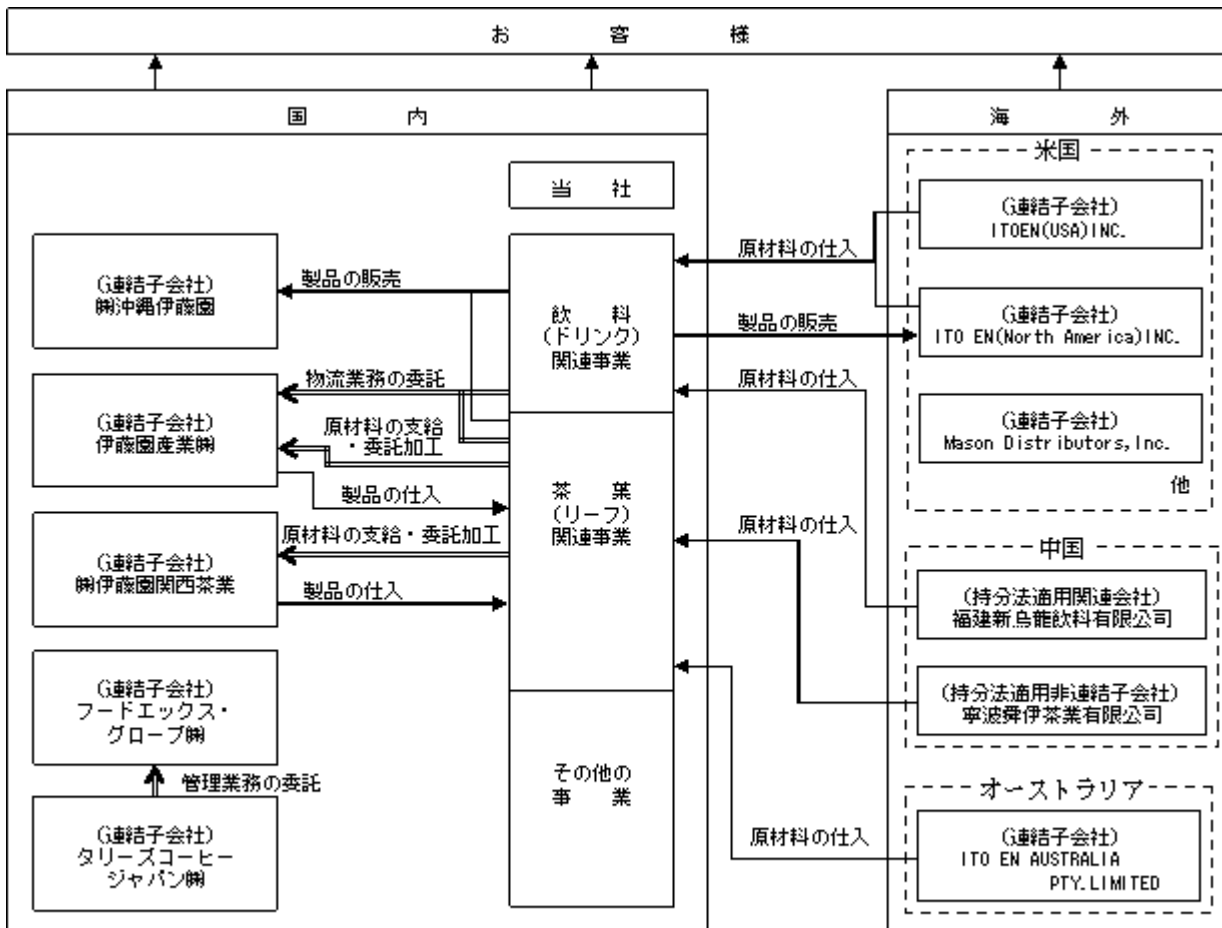 お客様
国内
海外
当社
(連結子会社)
㈱沖縄伊藤園
(連結子会社)
伊藤園産業㈱
(連結子会社)
㈱伊藤園関西茶業
(連結子会社)
フードエックス・
グローブ㈱
管理業務の委託
(連結子会社)
タリーズコーヒー
ジャパン㈱
製品の販売
物流業務の委託
原材料の支給
・委託加工
製品の仕入
原材料の支給・委託加工
製品の仕入
飲料
(ドリンク)
関連事業
茶葉
(リーフ)
関連事業
その他の
事業
原材料の仕入
製品の販売
原材料の仕入
原材料の仕入
原材料の仕入
米国
(連結子会社)
ITOEN(USA)INC.
(連結子会社)
ITO EN(North America)INC.
(連結子会社)
Mason Distributors,Inc.
他
中国
(持分法適用関連会社)
福建新烏龍飲料有限公司
(持分法適用非連結子会社)
寧波舜伊茶業有限公司
オーストラリア
(連結子会社)
ITO EN AUSTRALIA
PTY.LIMITED